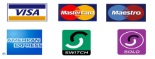 VISA
MasterCard
Maestro
AMERICAN
EXPRESS
SWITCH
SOLO